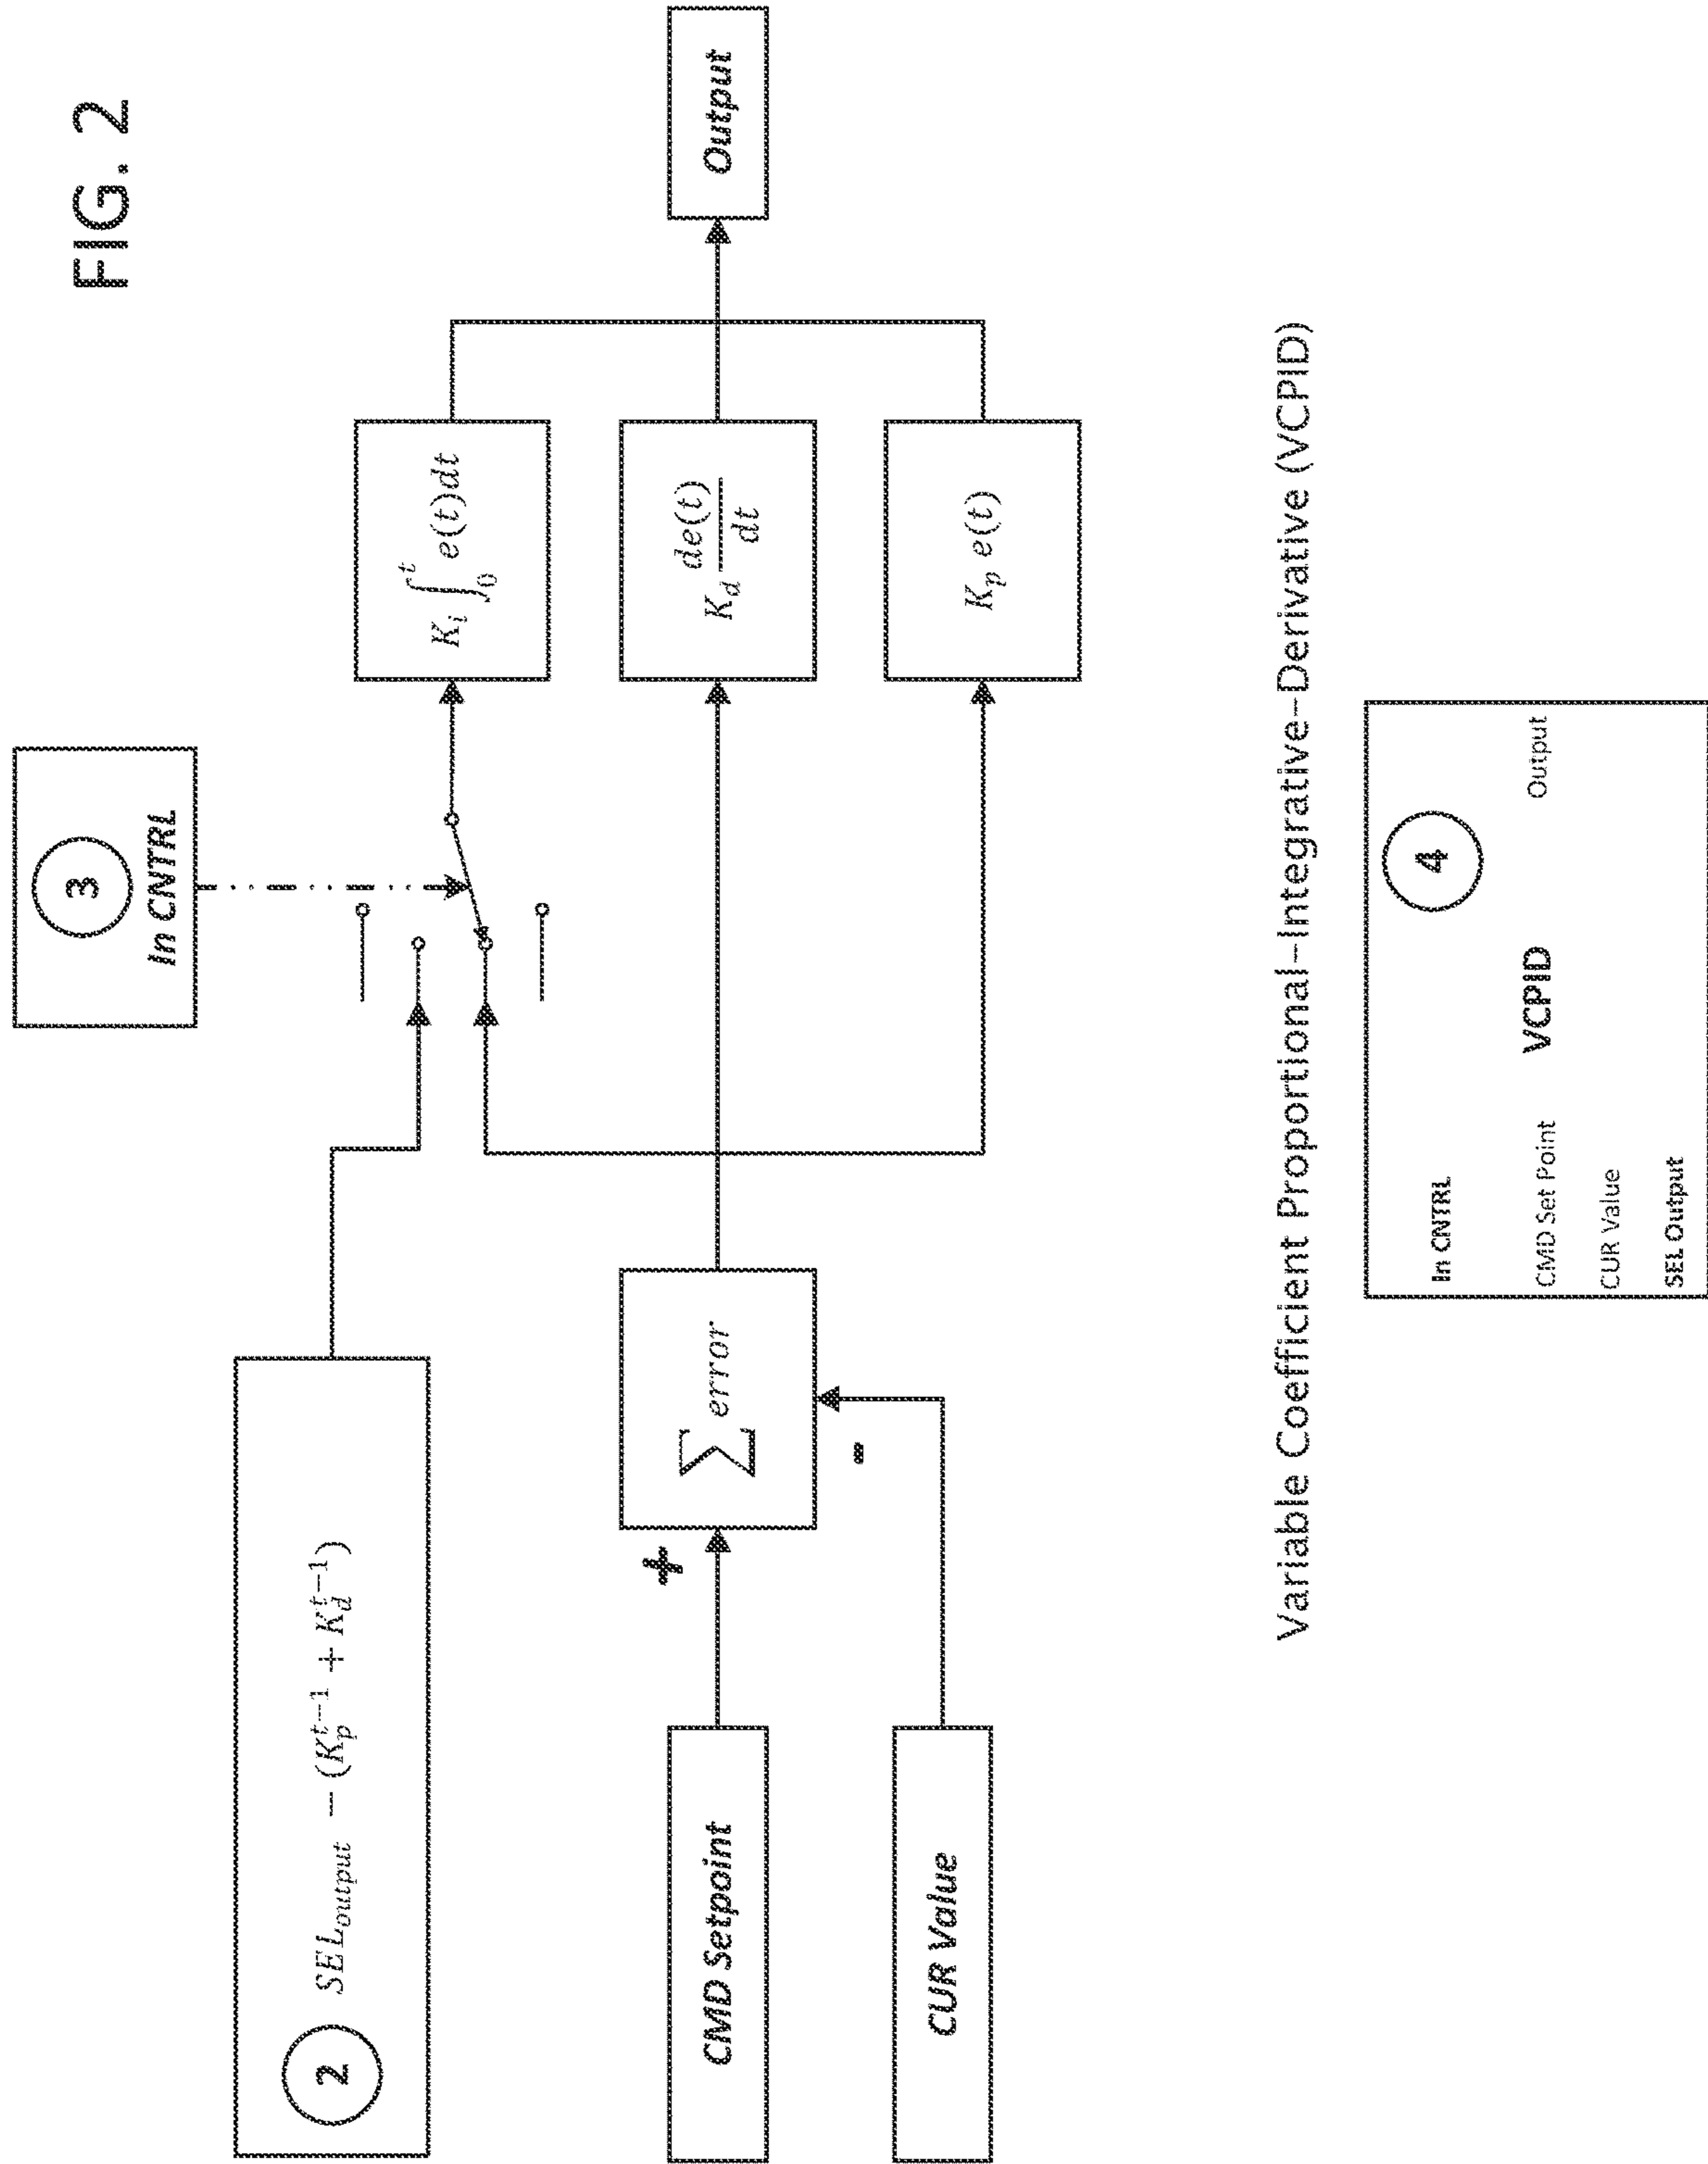 FIG. 2
3
In CNTRL
2
SEL_{output} − (K_p^{t−1} + K_d^{t−1})
K_i ∫_0^t e(t)dt
+
CMD Setpoint
∑ error
K_d de(t)/dt
Output
-
CUR Value
K_p e(t)
Variable Coefficient Proportional–Integrative–Derivative (VCPID)
4
In CNTRL
CMD Set Point
VCPID
Output
CUR Value
SEL Output